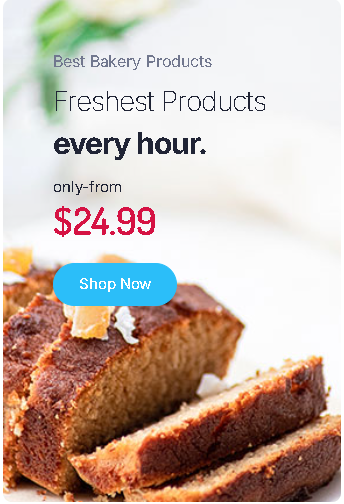 Best Bakery Products
Freshest Products
every hour.
only-from
$24.99
Shop Now